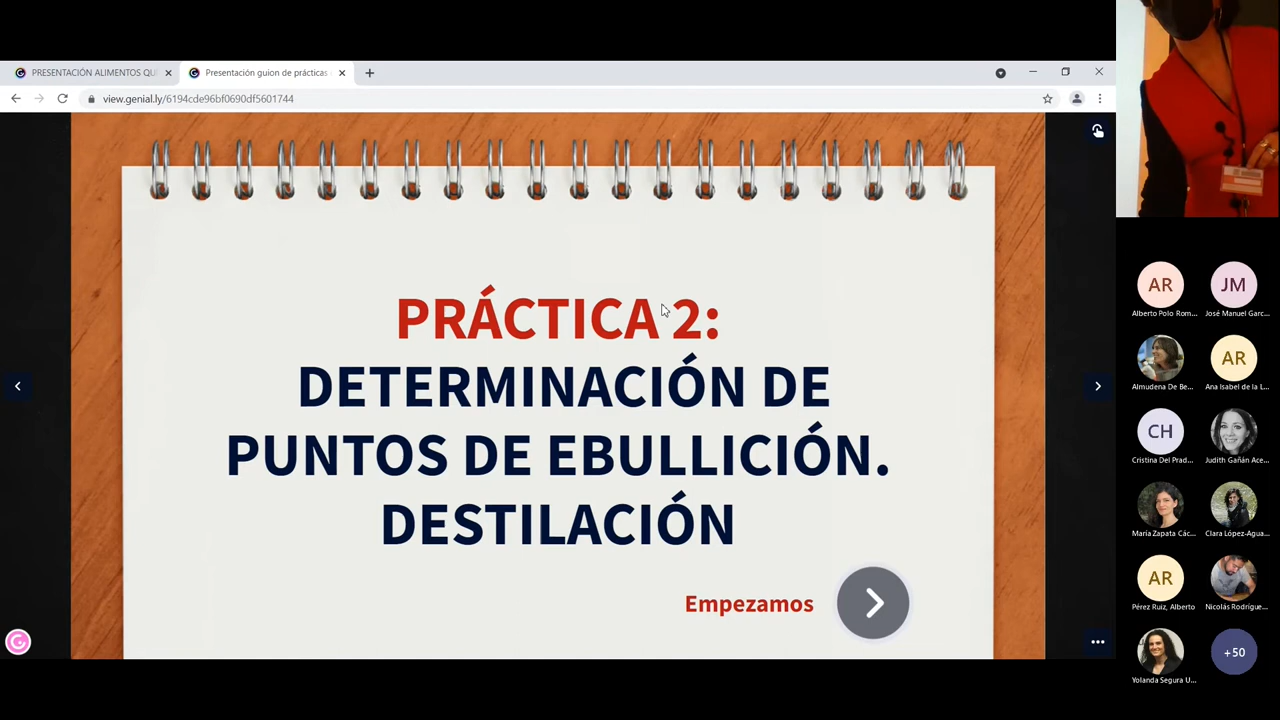 PRESENTACIÓN ALIMENTOS QU
Presentación guion de prácticas
view.genial.ly/6194cde96bf0690df5601744
PRÁCTICA 2:
DETERMINACIÓN DE
PUNTOS DE EBULLICIÓN.
DESTILACIÓN
Empezamos
AR
JM
Alberto Polo Rom...
José Manuel Garc...
AR
Almudena De Be...
Ana Isabel de la L...
CH
Cristina Del Prad...
Judith Gañán Ace...
María Zapata Các...
Clara López-Agua...
AR
Pérez Ruiz, Alberto
Nicolás Rodrígue...
+50
Yolanda Segura U...